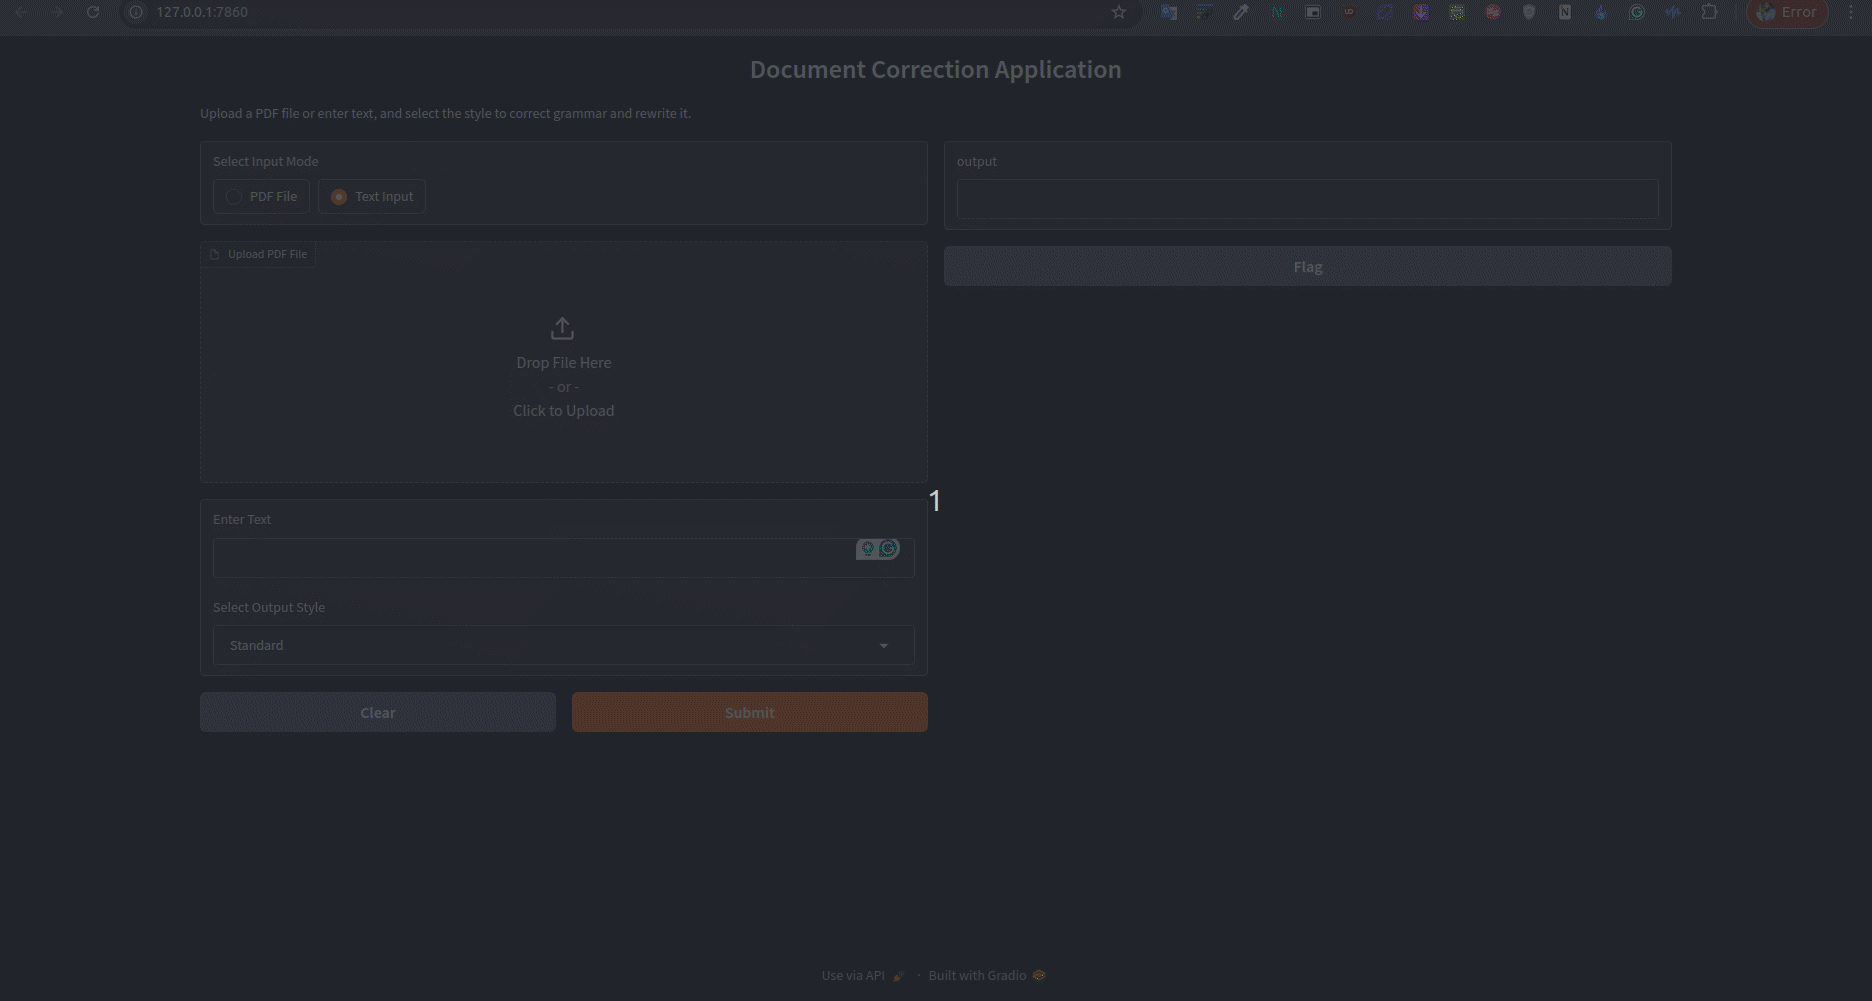 127.0.0.1:7860
Error
Document Correction Application
Upload a PDF file or enter text, and select the style to correct grammar and rewrite it.
Select Input Mode
PDF File
Text Input
Upload PDF File
Drop File Here
- or -
Click to Upload
Enter Text
Select Output Style
Standard
Clear
Submit
output
Flag
1
Use via API · Built with Gradio